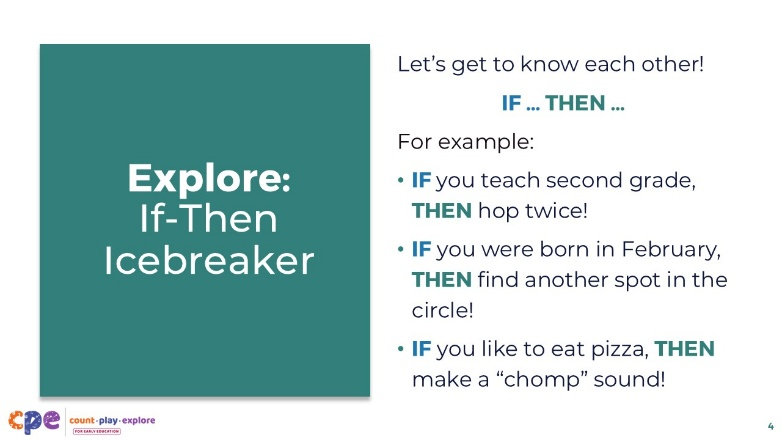 Explore:
If-Then
Icebreaker
Let's get to know each other!
IF ... THEN ...
For example:
• IF you teach second grade,
THEN hop twice!
• IF you were born in February,
THEN find another spot in the
circle!
• IF you like to eat pizza, THEN
make a “chomp” sound!
cpe
count·play·explore
FOR EARLY EDUCATION
4